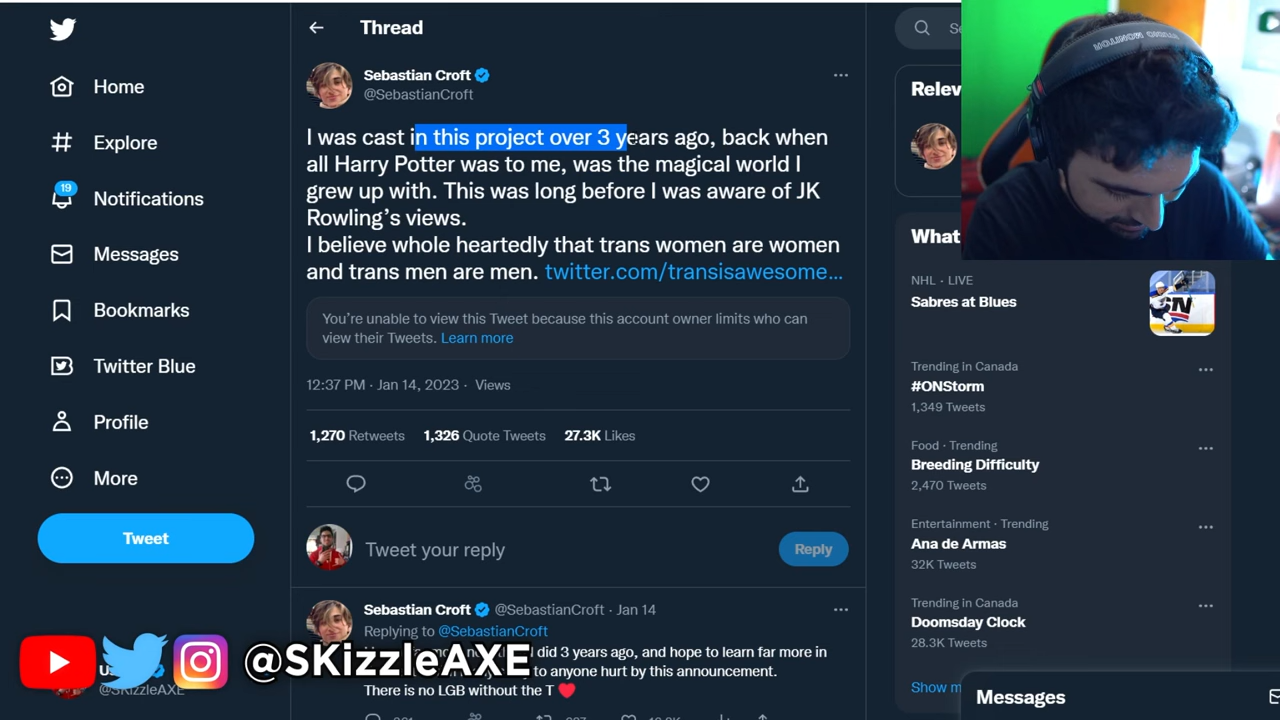 Thread
Se
Home
Explore
19
Notifications
Messages
Bookmarks
Twitter Blue
Profile
More
Tweet
Sebastian Croft
@SebastianCroft
I was cast in this project over 3 years ago, back when
all Harry Potter was to me, was the magical world I
grew up with. This was long before I was aware of JK
Rowling’s views.
I believe whole heartedly that trans women are women
and trans men are men. twitter.com/transisawesome…
You’re unable to view this Tweet because this account owner limits who can
view their Tweets. Learn more
12:37 PM · Jan 14, 2023 · Views
1,270 Retweets 1,326 Quote Tweets 27.3K Likes
Tweet your reply
Reply
Sebastian Croft @SebastianCroft · Jan 14
Replying to @SebastianCroft
did 3 years ago, and hope to learn far more in
to anyone hurt by this announcement.
There is no LGB without the T ❤️
Relev
What
NHL · LIVE
Sabres at Blues
Trending in Canada
#ONStorm
1,349 Tweets
Food · Trending
Breeding Difficulty
2,470 Tweets
Entertainment · Trending
Ana de Armas
32K Tweets
Trending in Canada
Doomsday Clock
28.3K Tweets
Show m
Messages
@SKizzleAXE
@SKizzleAXE